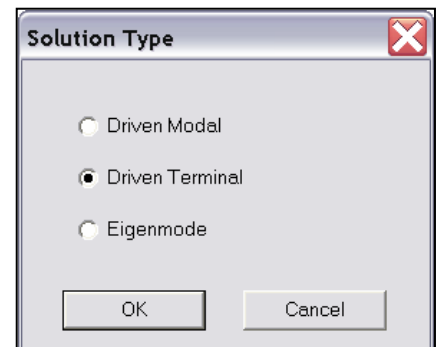 Solution Type
Driven Modal
Driven Terminal
Eigenmode
OK Cancel